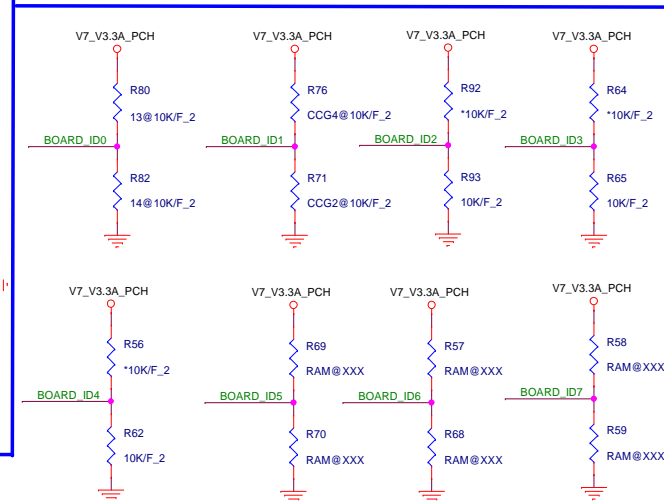 V7_V3.3A_PCH V7_V3.3A_PCH V7_V3.3A_PCH V7_V3.3A_PCH
R80 R76 R92 R64
13@10K/F_2 CCG4@10K/F_2 *10K/F_2 *10K/F_2
BOARD_ID0 BOARD_ID1 BOARD_ID2 BOARD_ID3
R82 R71 R93 R65
14@10K/F_2 CCG2@10K/F_2 10K/F_2 10K/F_2
V7_V3.3A_PCH V7_V3.3A_PCH V7_V3.3A_PCH V7_V3.3A_PCH
R56 R69 R57 R58
*10K/F_2 RAM@XXX RAM@XXX RAM@XXX
BOARD_ID4 BOARD_ID5 BOARD_ID6 BOARD_ID7
R62 R70 R68 R59
10K/F_2 RAM@XXX RAM@XXX RAM@XXX